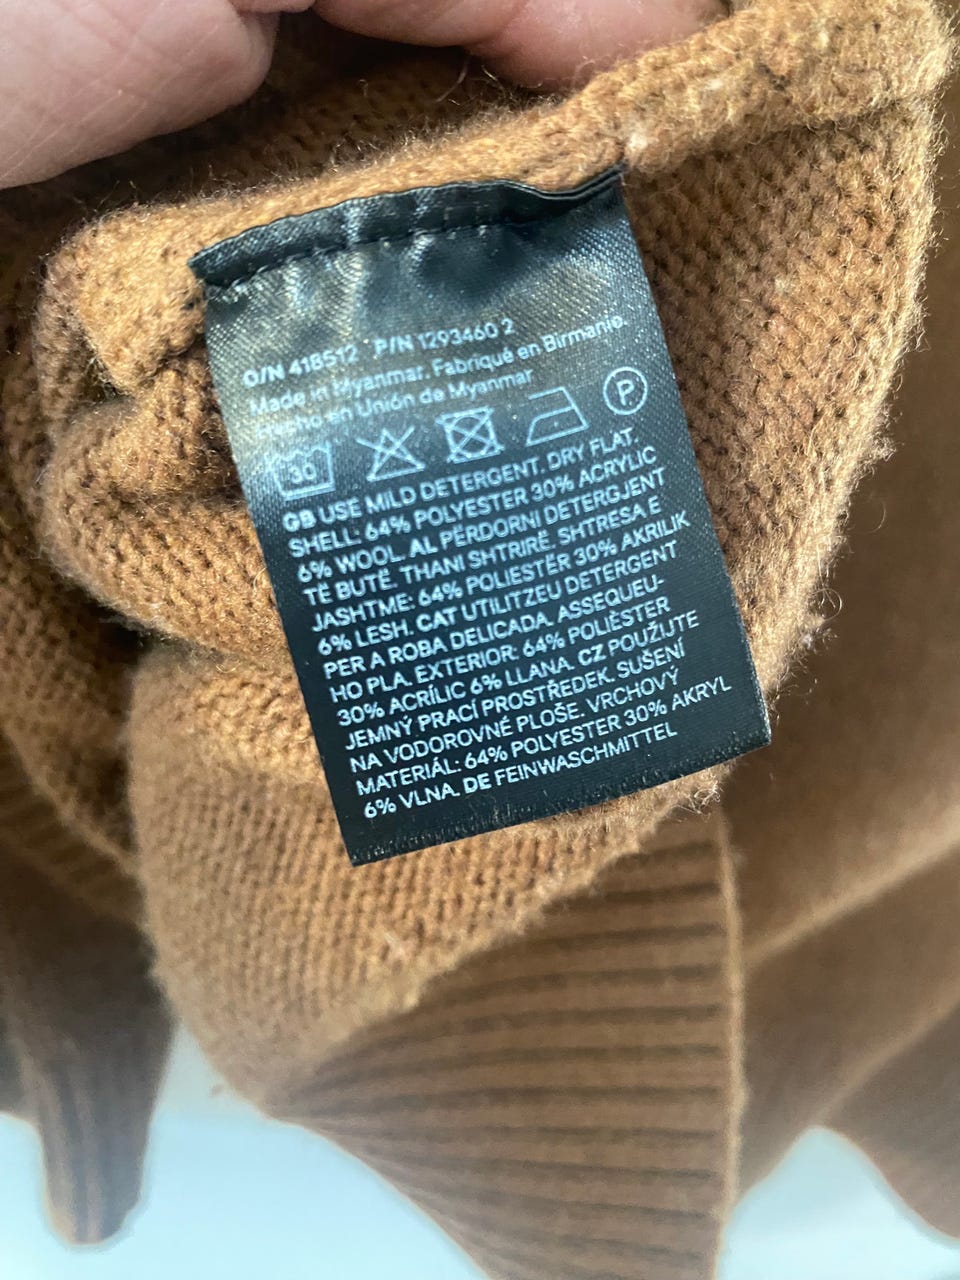 O/N 418512 P/N 1293460 2
Made in Myanmar. Fabriqué en Birmanie.
Hecho en Unión de Myanmar
30 P
GB USE MILD DETERGENT. DRY FLAT.
SHELL: 64% POLYESTER 30% ACRYLIC
6% WOOL. AL PËRDORNI DETERGJENT
TË BUTË. THANI SHTRIRË. SHTRESA E
JASHTME: 64% POLIESTËR 30% AKRILIK
6% LESH. CAT UTILITZEU DETERGENT
PER A ROBA DELICADA. ASSEQUEU-
HO PLA. EXTERIOR: 64% POLIÈSTER
30% ACRÍLIC 6% LLANA. CZ POUŽIJTE
JEMNÝ PRACÍ PROSTŘEDEK. SUŠENÍ
NA VODOROVNÉ PLOŠE. VRCHOVÝ
MATERIÁL: 64% POLYESTER 30% AKRYL
6% VLNA. DE FEINWASCHMITTEL